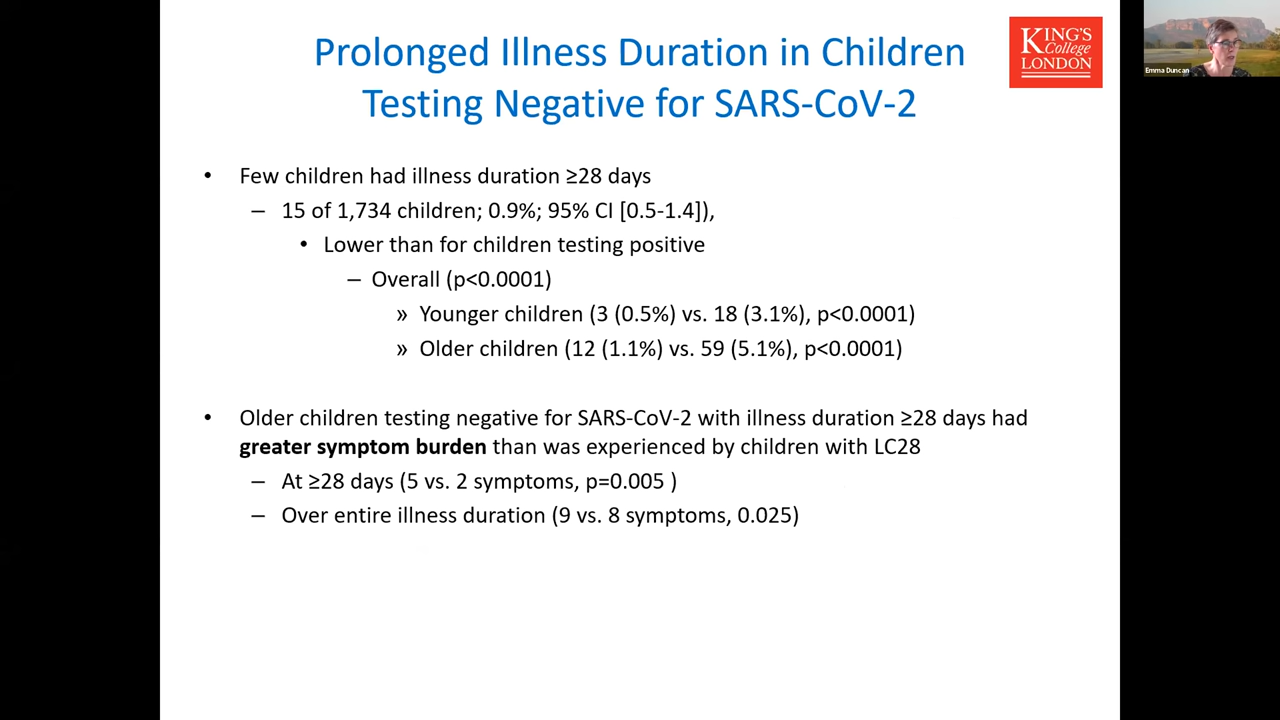 Prolonged Illness Duration in Children
Testing Negative for SARS-CoV-2
KING'S
College
LONDON
Emma Duncan
• Few children had illness duration ≥28 days
– 15 of 1,734 children; 0.9%; 95% CI [0.5-1.4]),
• Lower than for children testing positive
– Overall (p<0.0001)
» Younger children (3 (0.5%) vs. 18 (3.1%), p<0.0001)
» Older children (12 (1.1%) vs. 59 (5.1%), p<0.0001)
• Older children testing negative for SARS-CoV-2 with illness duration ≥28 days had
greater symptom burden than was experienced by children with LC28
– At ≥28 days (5 vs. 2 symptoms, p=0.005 )
– Over entire illness duration (9 vs. 8 symptoms, 0.025)